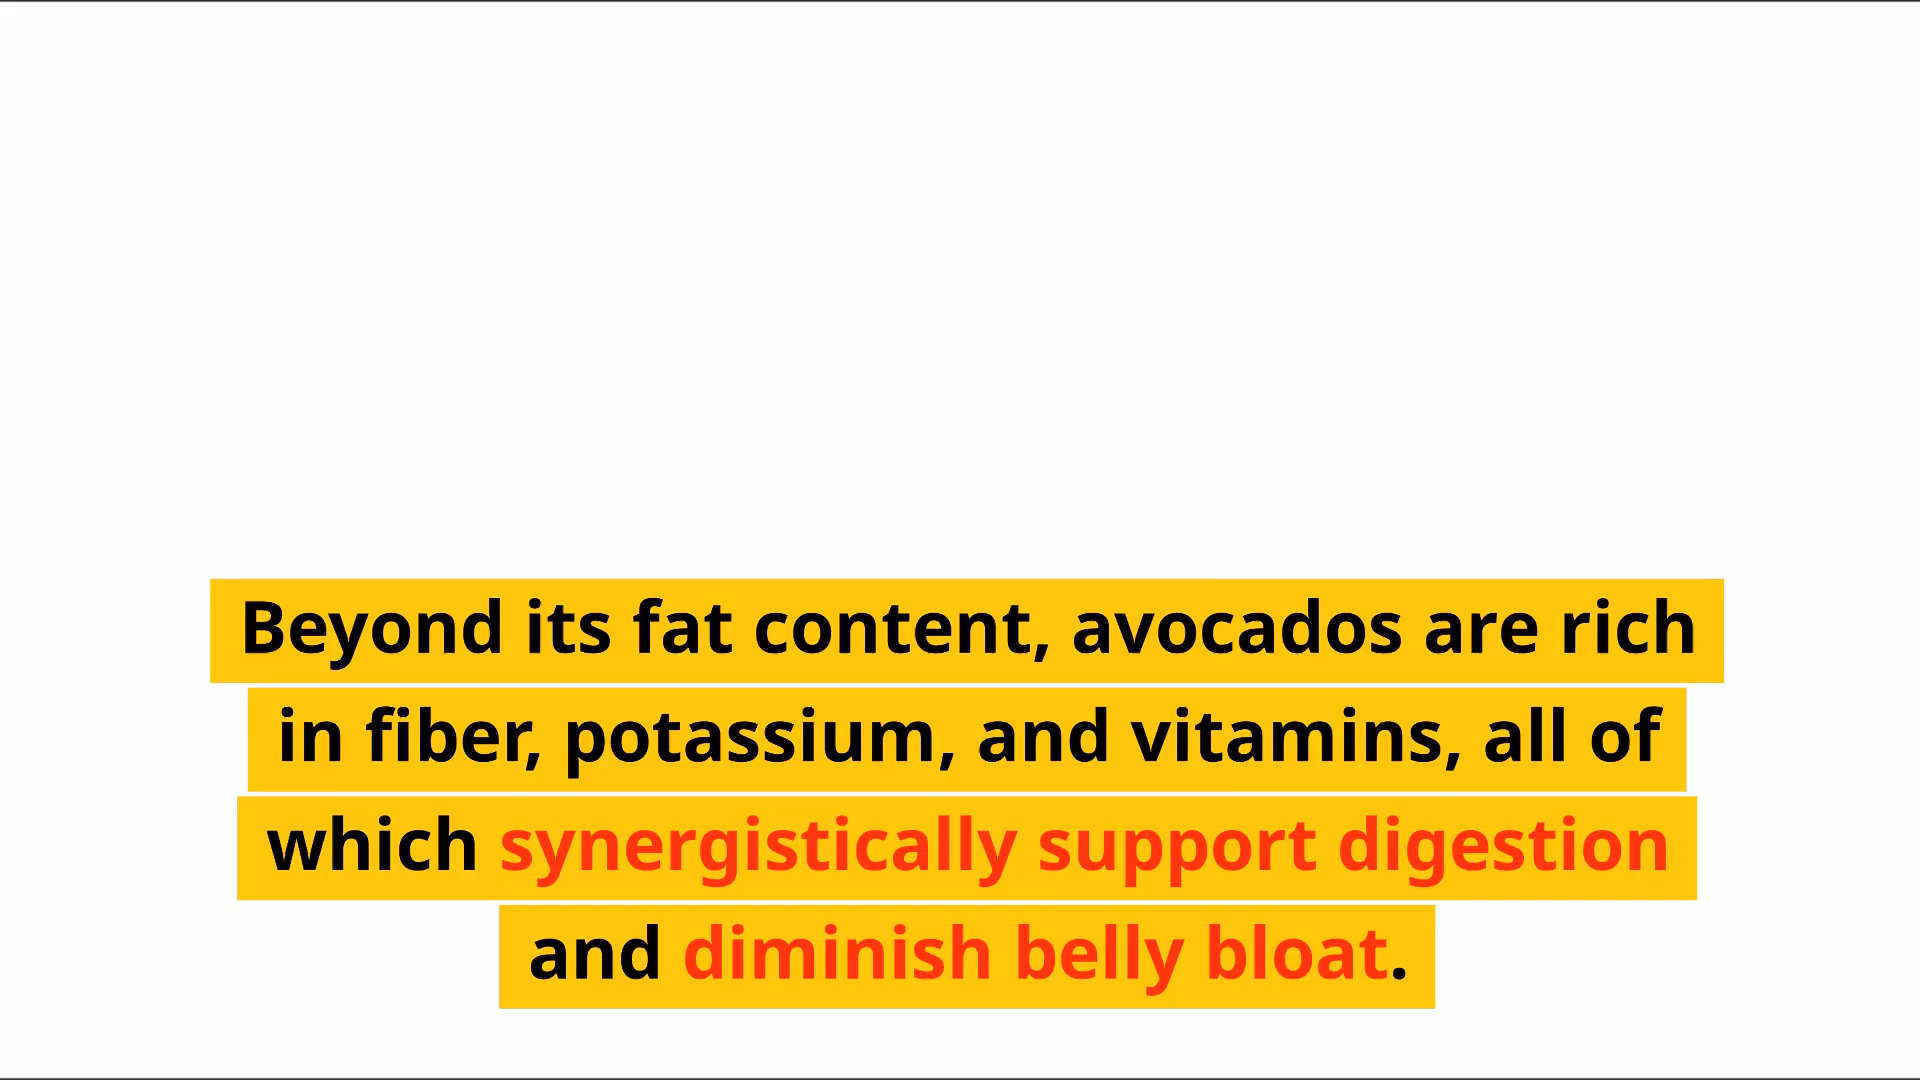 Beyond its fat content, avocados are rich
in fiber, potassium, and vitamins, all of
which synergistically support digestion
and diminish belly bloat.